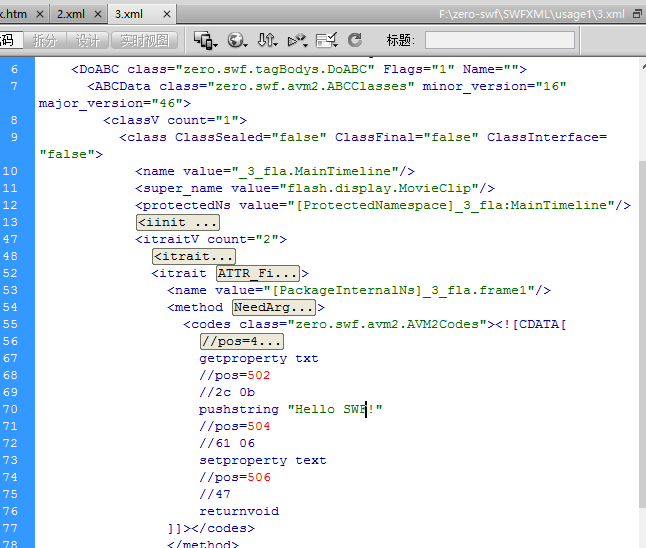 x.htm × 2.xml × 3.xml × F:\zero-swf\SWFXML\usage1\3.xml
码 拆分 设计 实时视图 标题:
6 <DoABC class="zero.swf.tagBodys.DoABC" Flags="1" Name="">
7 <ABCData class="zero.swf.avm2.ABCClasses" minor_version="16"
major_version="46">
8 <classV count="1">
9 <class ClassSealed="false" ClassFinal="false" ClassInterface=
"false">
10 <name value="_3_fla.MainTimeline"/>
11 <super_name value="flash.display.MovieClip"/>
12 <protectedNs value="[ProtectedNamespace]_3_fla:MainTimeline"/>
13 <iinit ...
47 <itraitV count="2">
48 <itrait...
52 <itrait ATTR_Fi...>
53 <name value="[PackageInternalNs]_3_fla.frame1"/>
54 <method NeedArg...>
55 <codes class="zero.swf.avm2.AVM2Codes"><![CDATA[
56 //pos=4...
67 getproperty txt
68 //pos=502
69 //2c 0b
70 pushstring "Hello SWF!"
71 //pos=504
72 //61 06
73 setproperty text
74 //pos=506
75 //47
76 returnvoid
77 ]]></codes>
78 </method>